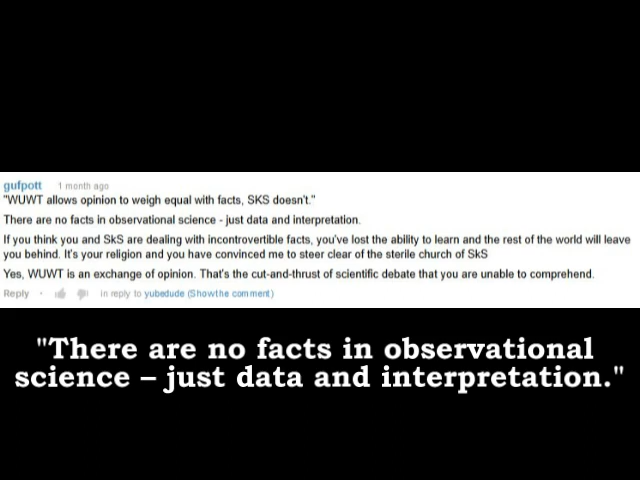 gufpott 1 month ago
"WUWT allows opinion to weigh equal with facts, SKS doesn't."
There are no facts in observational science - just data and interpretation.
If you think you and SkS are dealing with incontrovertible facts, you've lost the ability to learn and the rest of the world will leave
you behind. It's your religion and you have convinced me to steer clear of the sterile church of SkS
Yes, WUWT is an exchange of opinion. That's the cut-and-thrust of scientific debate that you are unable to comprehend.
Reply · in reply to yubedude (Show the comment)
"There are no facts in observational
science – just data and interpretation."